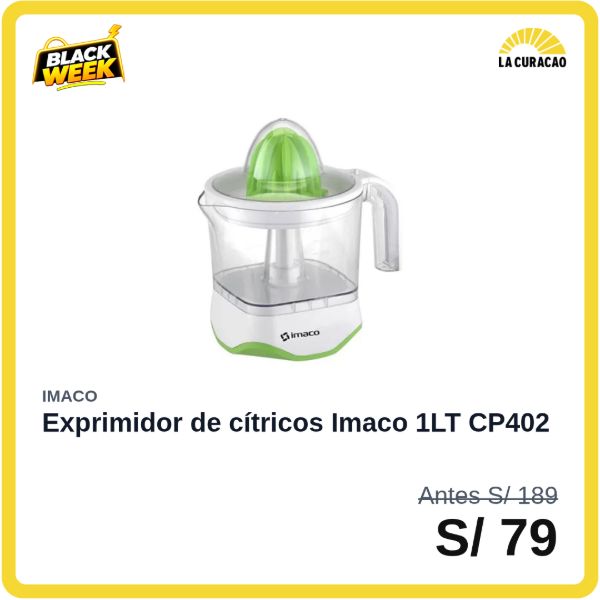 BLACK
WEEK
LA CURACAO
imaco
IMACO
Exprimidor de cítricos Imaco 1LT CP402
Antes S/ 189
S/ 79